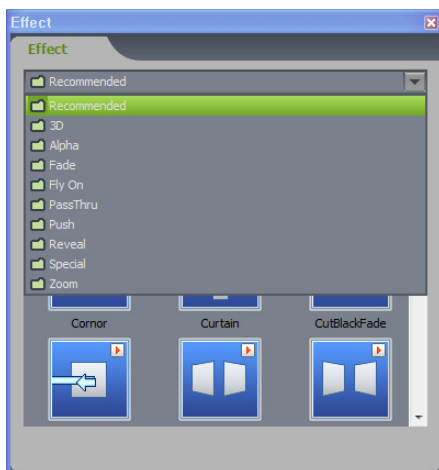 Effect
Effect
Recommended
Recommended
3D
Alpha
Fade
Fly On
PassThru
Push
Reveal
Special
Zoom
Cornor Curtain CutBlackFade